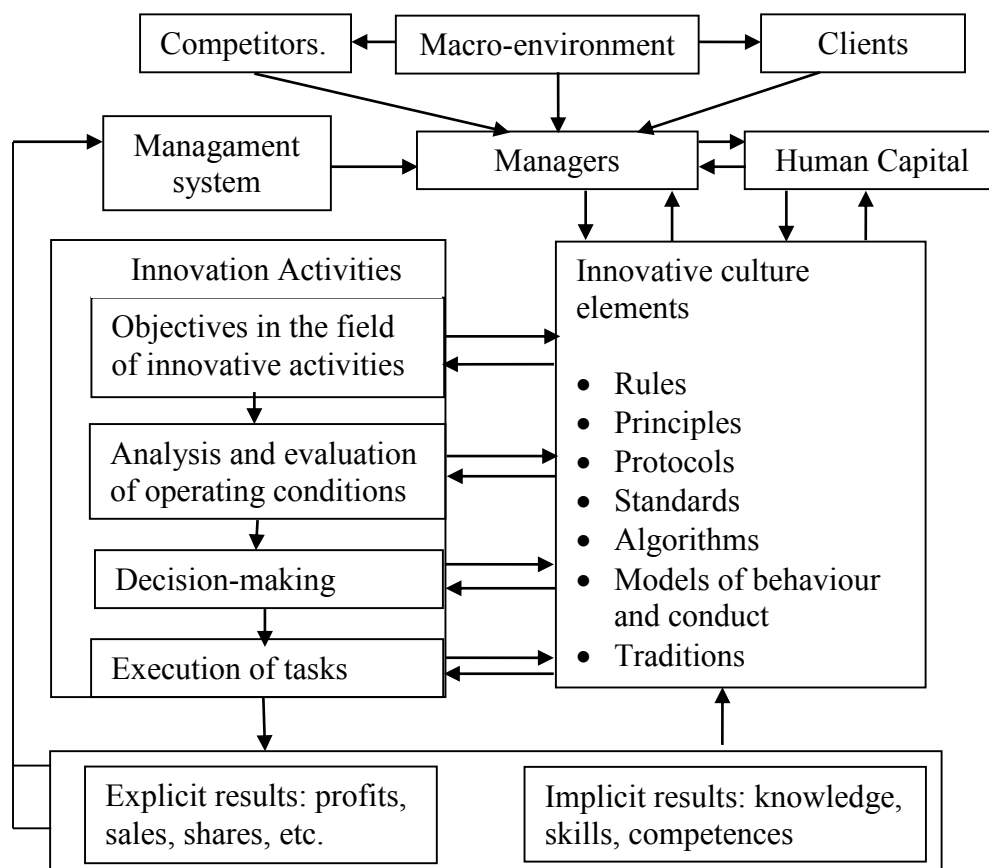 Competitors.
Macro-environment
Clients
Managament
system
Managers
Human Capital
Innovation Activities
Objectives in the field
of innovative activities
Analysis and evaluation
of operating conditions
Decision-making
Execution of tasks
Innovative culture
elements
• Rules
• Principles
• Protocols
• Standards
• Algorithms
• Models of behaviour
and conduct
• Traditions
Explicit results: profits,
sales, shares, etc.
Implicit results: knowledge,
skills, competences